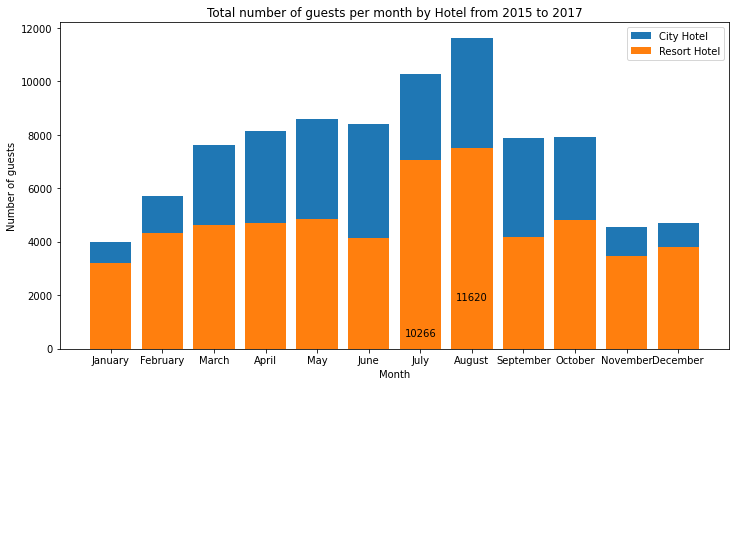 Total number of guests per month by Hotel from 2015 to 2017
City Hotel
Resort Hotel
Number of guests
12000
10000
8000
6000
4000
2000
0
11620
10266
January February March April May June July August September October November December
Month